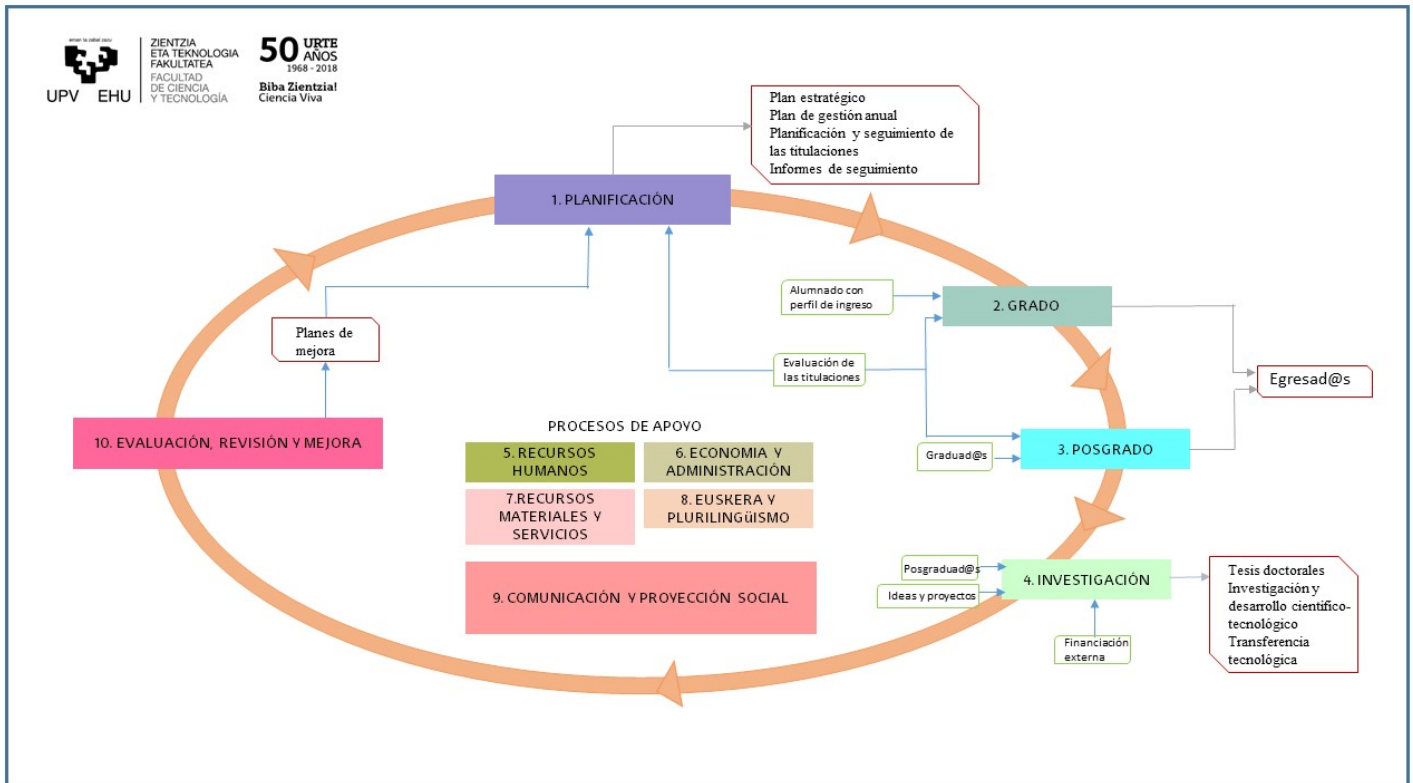 eman ta zabal zazu
UPV EHU
ZIENTZIA
ETA TEKNOLOGIA
FAKULTATEA
FACULTAD
DE CIENCIA
Y TECNOLOGÍA
50 URTE
AÑOS
1968 - 2018
Biba Zientzia!
Ciencia Viva
Plan estratégico
Plan de gestión anual
Planificación y seguimiento de
las titulaciones
Informes de seguimiento
1. PLANIFICACIÓN
Alumnado con
perfil de ingreso
2. GRADO
Planes de
mejora
Evaluación de
las titulaciones
Egresad@s
10. EVALUACIÓN, REVISIÓN Y MEJORA
PROCESOS DE APOYO
5. RECURSOS
HUMANOS
6. ECONOMIA Y
ADMINISTRACIÓN
Graduad@s
3. POSGRADO
7.RECURSOS
MATERIALES Y
SERVICIOS
8. EUSKERA Y
PLURILINGÜISMO
Posgraduad@s
Ideas y proyectos
4. INVESTIGACIÓN
Financiación
externa
Tesis doctorales
Investigación y
desarrollo científico-
tecnológico
Transferencia
tecnológica
9. COMUNICACIÓN Y PROYECCIÓN SOCIAL